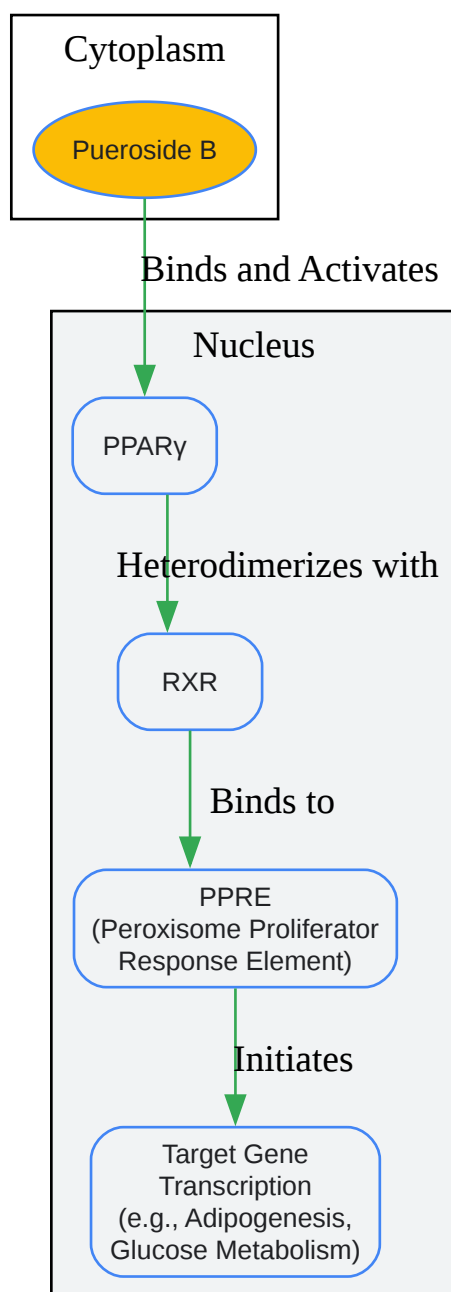 Cytoplasm
Pueroside B
Binds and Activates
Nucleus
PPARγ
Heterodimerizes with
RXR
Binds to
PPRE
(Peroxisome Proliferator
Response Element)
Initiates
Target Gene
Transcription
(e.g., Adipogenesis,
Glucose Metabolism)